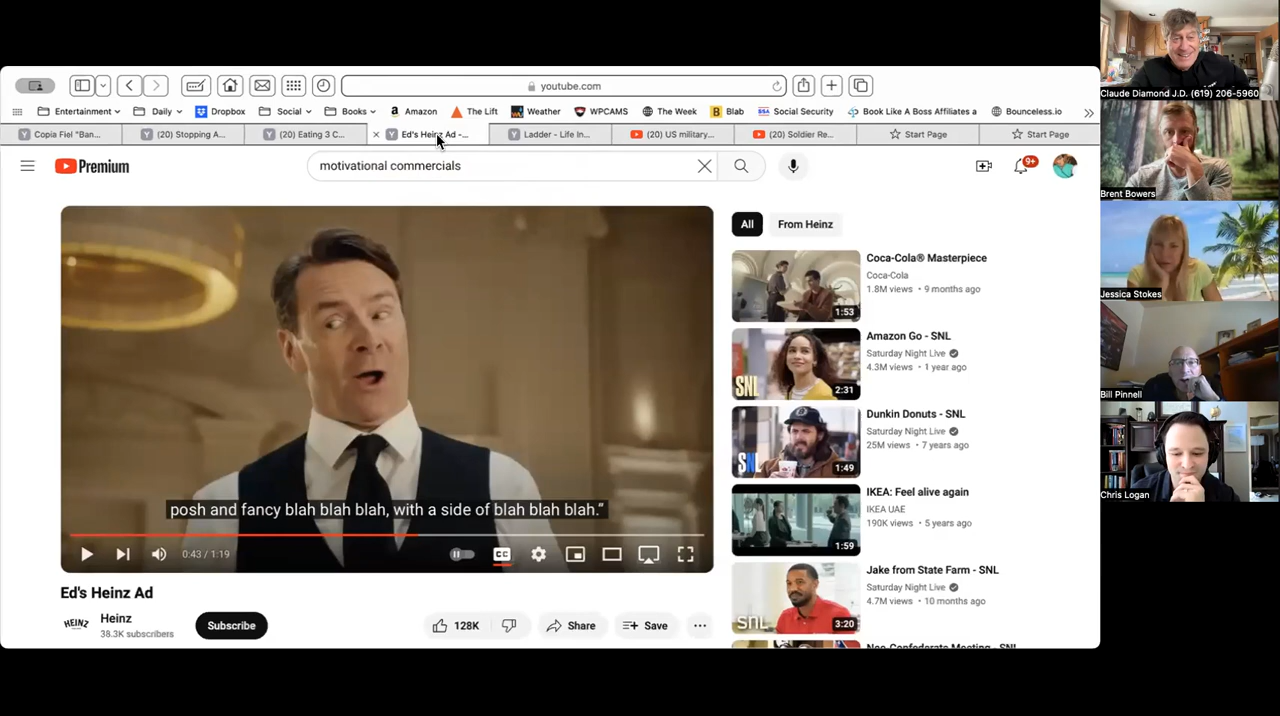 youtube.com
Entertainment
Daily
Dropbox
Social
Books
Amazon
The Lift
Weather
WPCAMS
The Week
Blab
Social Security
Book Like A Boss Affiliates a
Bounceless.io
Copia Fiel "Ban...
(20) Stopping A...
(20) Eating 3 C...
Ed's Heinz Ad -...
Ladder - Life In...
(20) US military...
(20) Soldier Re...
Start Page
Start Page
Premium
motivational commercials
9+
posh and fancy blah blah blah, with a side of blah blah blah."
0:43 / 1:19
CC
Ed's Heinz Ad
HEINZ
Heinz
38.3K subscribers
Subscribe
128K
Share
Save
All
From Heinz
Coca-Cola® Masterpiece
Coca-Cola
1.8M views • 9 months ago
1:53
Amazon Go - SNL
Saturday Night Live
4.3M views • 1 year ago
SNL
2:31
Dunkin Donuts - SNL
Saturday Night Live
25M views • 7 years ago
SNL
1:49
IKEA: Feel alive again
IKEA UAE
190K views • 5 years ago
1:59
Jake from State Farm - SNL
Saturday Night Live
4.7M views • 10 months ago
SNL
3:20
Claude Diamond J.D. (619) 206-5960
Brent Bowers
Jessica Stokes
Bill Pinnell
Chris Logan